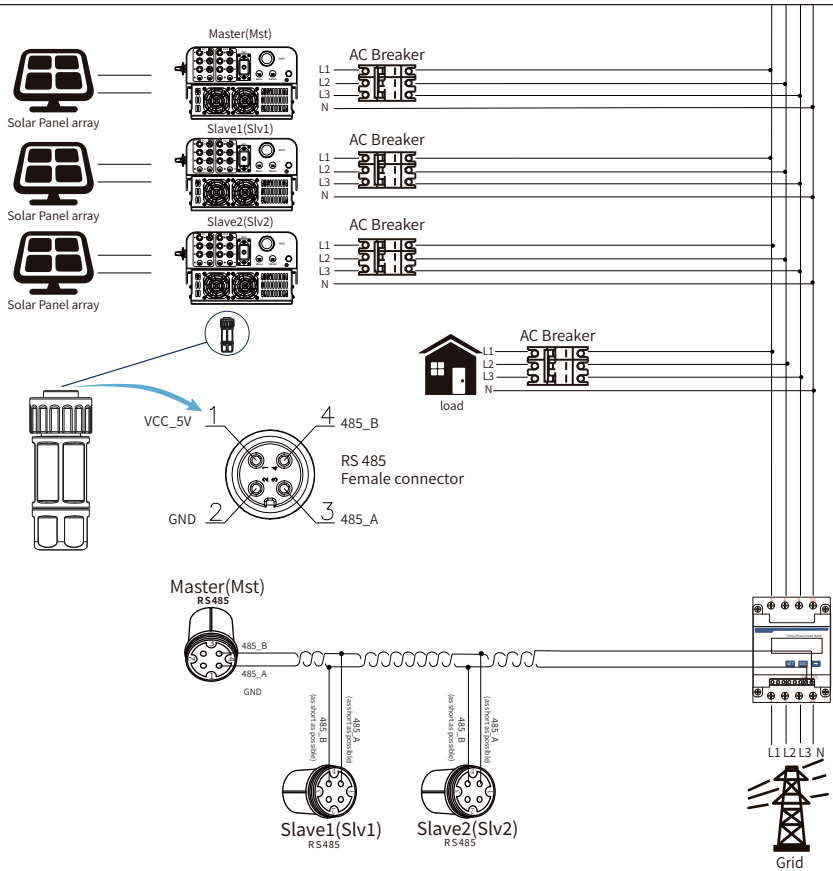 Master(Mst)
AC Breaker
L1
L2
L3
N
Solar Panel array
Slave1(Slv1)
AC Breaker
L1
L2
L3
N
Solar Panel array
Slave2(Slv2)
AC Breaker
L1
L2
L3
N
Solar Panel array
AC Breaker
L1
L2
L3
N
load
VCC_5V
1
4
485_B
RS 485
Female connector
GND
2
3
485_A
Master(Mst)
RS485
485_B
485_A
GND
485_B
(as short as possible)
485_A
(as short as possible)
485_B
(as short as possible)
485_A
(as short as possible)
Slave1(Slv1)
RS485
Slave2(Slv2)
RS485
L1 L2 L3 N
Grid